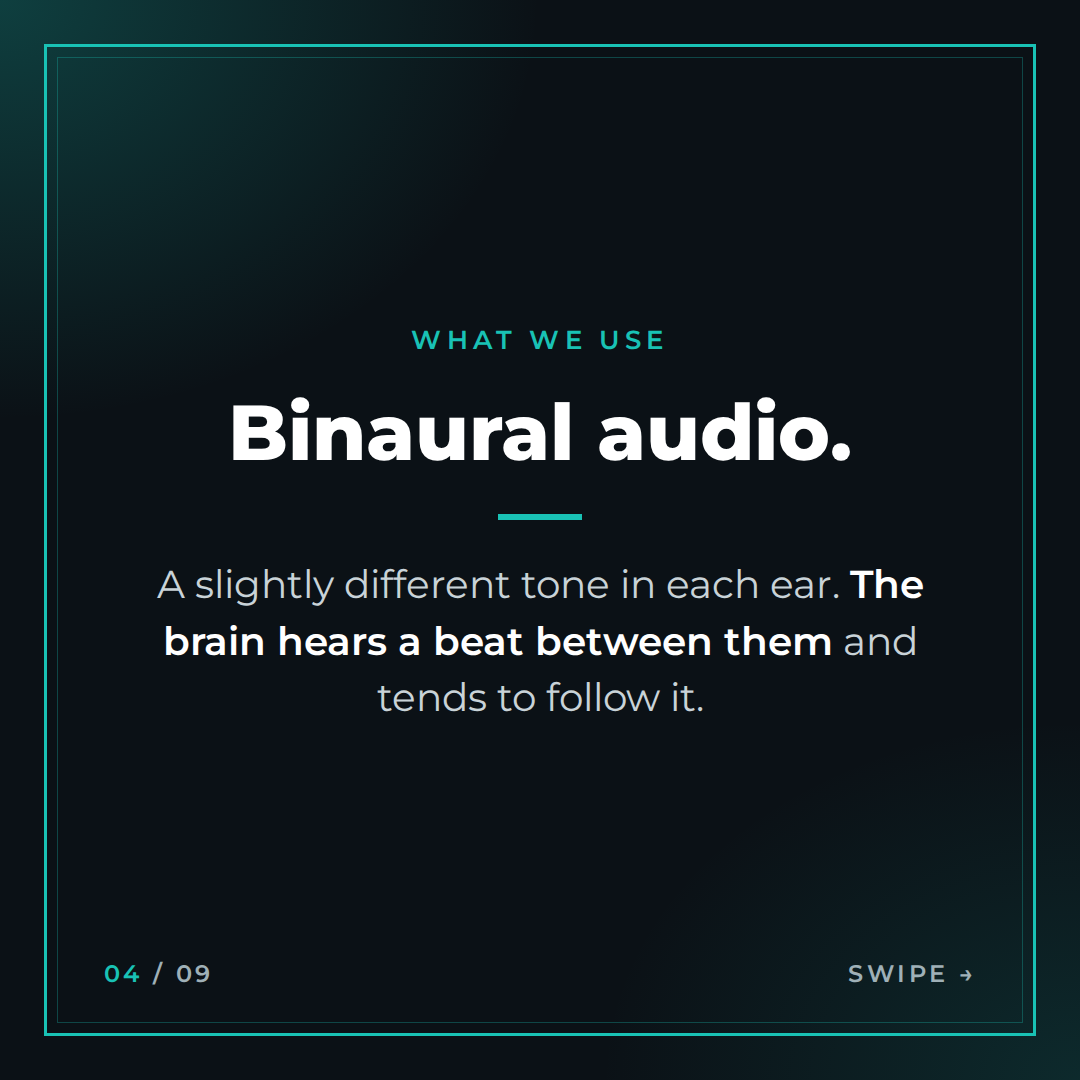 WHAT WE USE
Binaural audio.
A slightly different tone in each ear. The
brain hears a beat between them and
tends to follow it.
04 / 09
SWIPE →